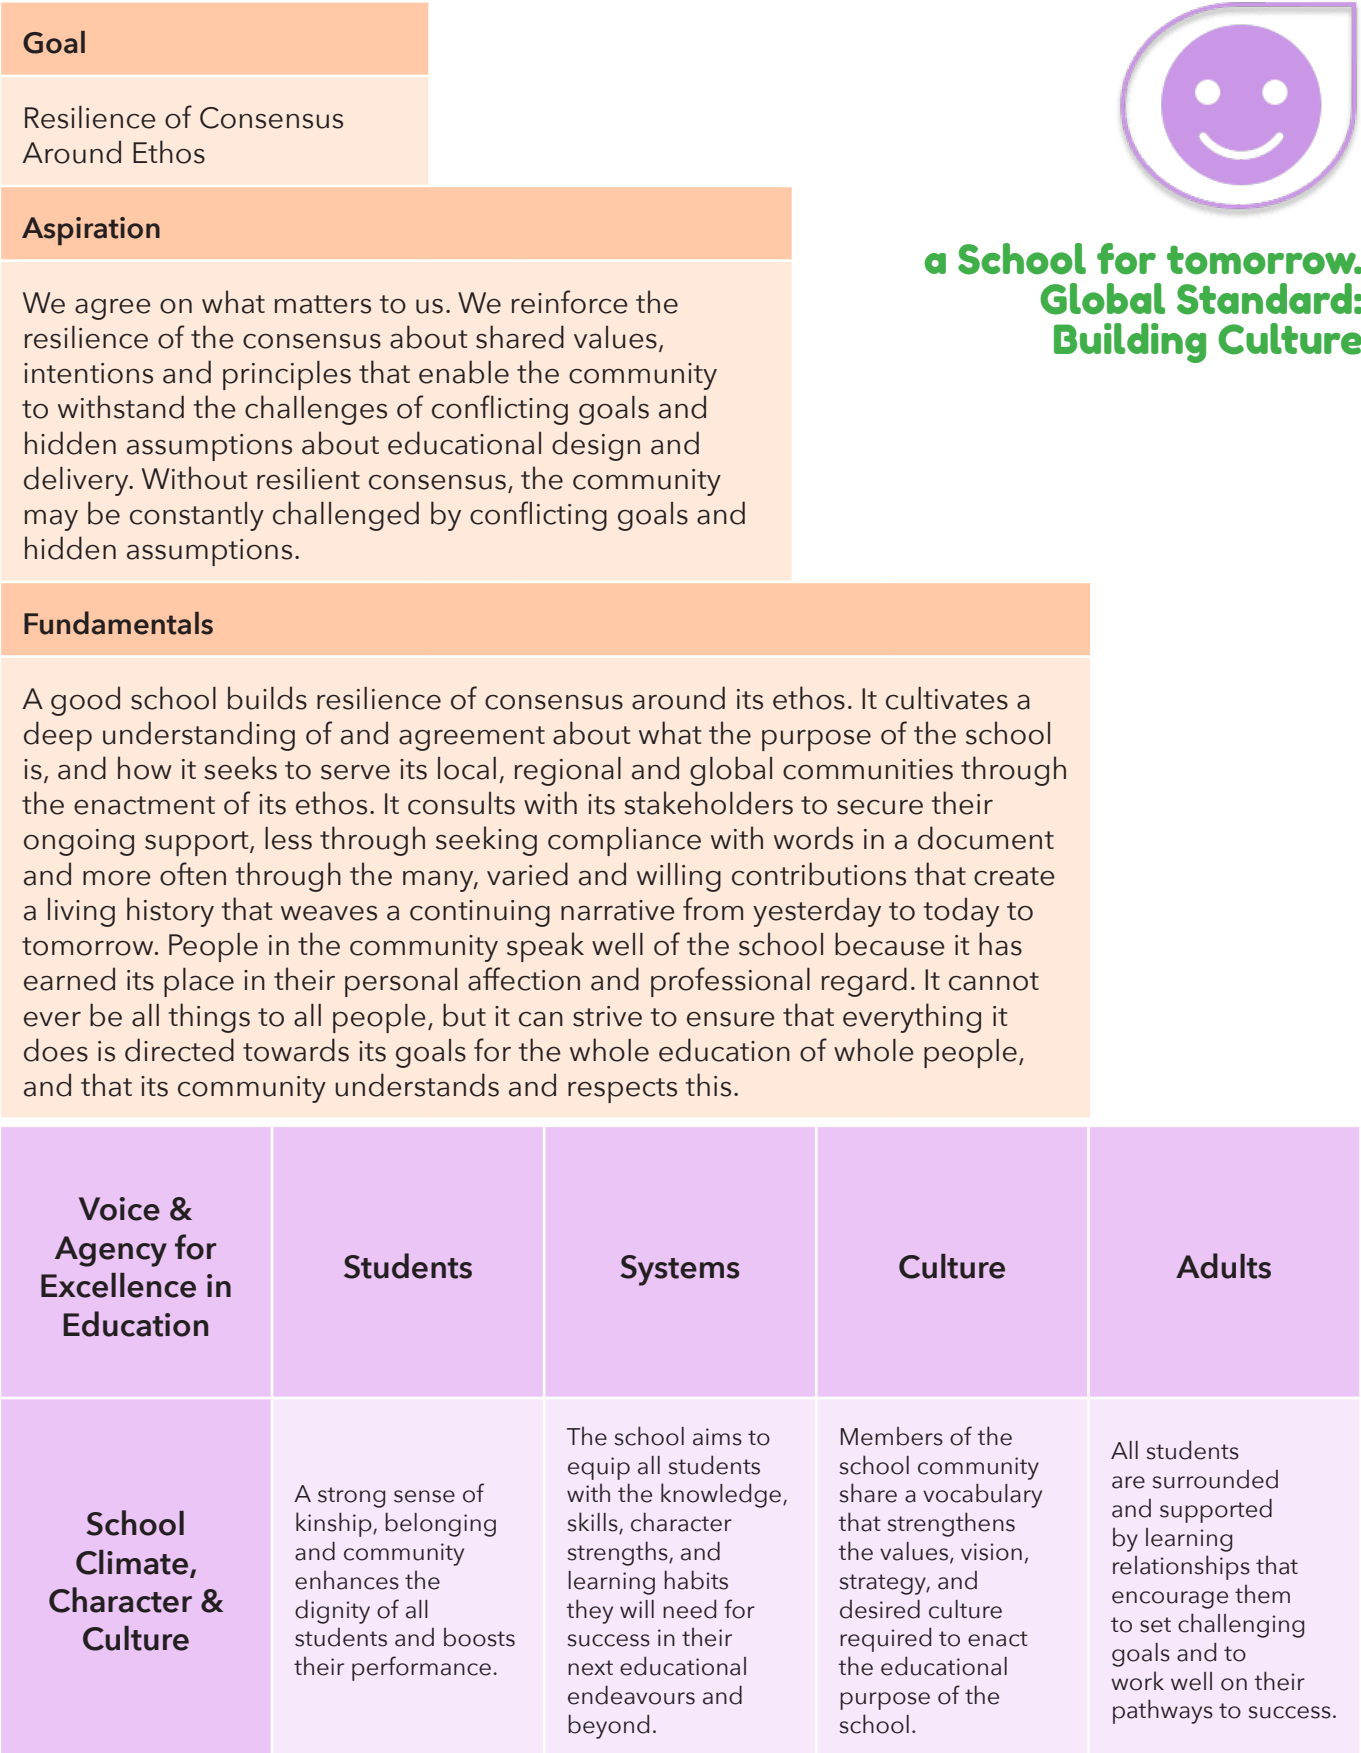 Goal
Resilience of Consensus
Around Ethos
Aspiration
We agree on what matters to us. We reinforce the
resilience of the consensus about shared values,
intentions and principles that enable the community
to withstand the challenges of conflicting goals and
hidden assumptions about educational design and
delivery. Without resilient consensus, the community
may be constantly challenged by conflicting goals and
hidden assumptions.
a School for tomorrow.
Global Standard:
Building Culture
Fundamentals
A good school builds resilience of consensus around its ethos. It cultivates a
deep understanding of and agreement about what the purpose of the school
is, and how it seeks to serve its local, regional and global communities through
the enactment of its ethos. It consults with its stakeholders to secure their
ongoing support, less through seeking compliance with words in a document
and more often through the many, varied and willing contributions that create
a living history that weaves a continuing narrative from yesterday to today to
tomorrow. People in the community speak well of the school because it has
earned its place in their personal affection and professional regard. It cannot
ever be all things to all people, but it can strive to ensure that everything it
does is directed towards its goals for the whole education of whole people,
and that its community understands and respects this.
Voice &
Agency for
Excellence in
Education
Students
Systems
Culture
Adults
School
Climate,
Character &
Culture
A strong sense of
kinship, belonging
and community
enhances the
dignity of all
students and boosts
their performance.
The school aims to
equip all students
with the knowledge,
skills, character
strengths, and
learning habits
they will need for
success in their
next educational
endeavours and
beyond.
Members of the
school community
share a vocabulary
that strengthens
the values, vision,
strategy, and
desired culture
required to enact
the educational
purpose of the
school.
All students
are surrounded
and supported
by learning
relationships that
encourage them
to set challenging
goals and to
work well on their
pathways to success.